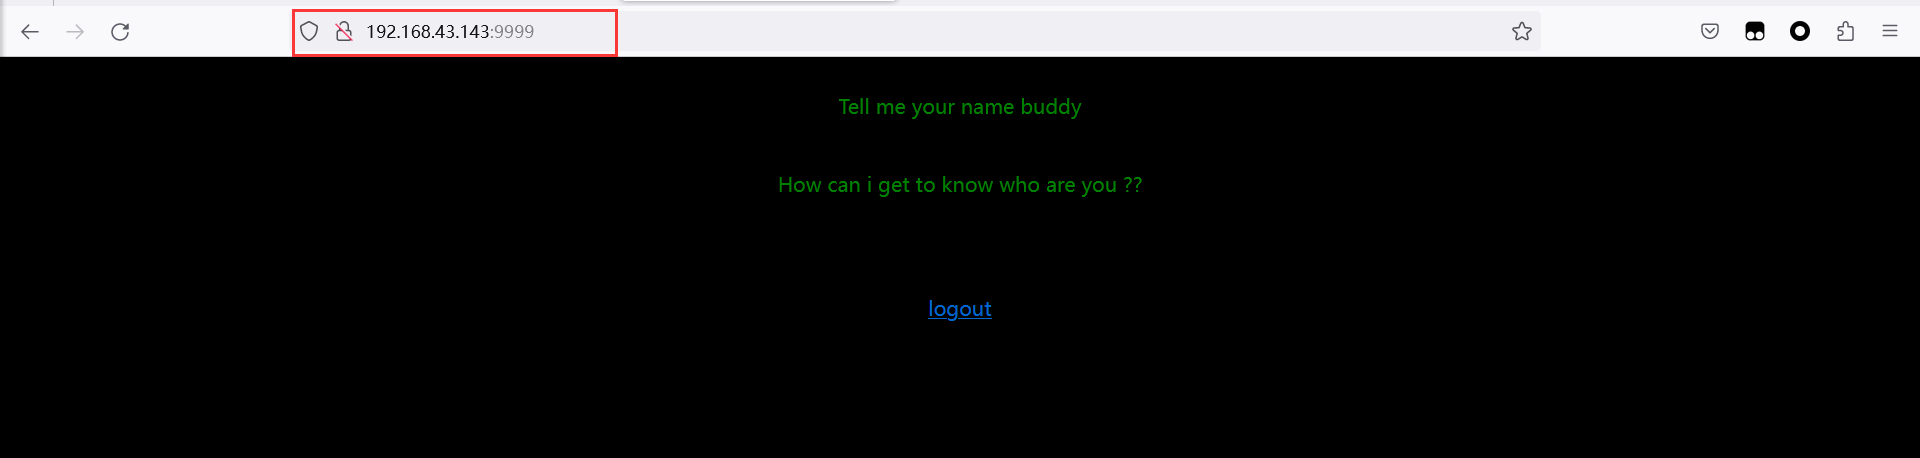 192.168.43.143:9999
Tell me your name buddy
How can i get to know who are you ??
logout